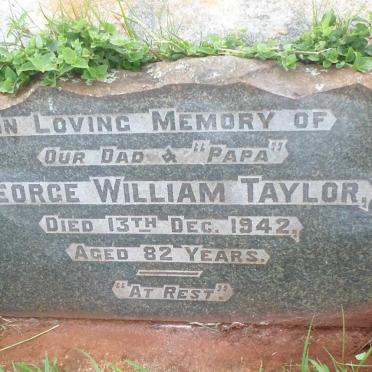 IN LOVING MEMORY OF
OUR DAD & "PAPA"
GEORGE WILLIAM TAYLOR,
DIED 13TH DEC. 1942,
AGED 82 YEARS.
"AT REST."